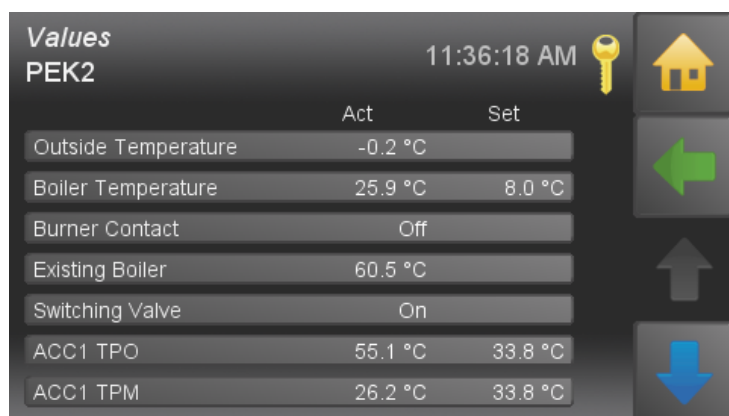 Values
PEK2
11:36:18 AM
Act Set
Outside Temperature -0.2 °C
Boiler Temperature 25.9 °C 8.0 °C
Burner Contact Off
Existing Boiler 60.5 °C
Switching Valve On
ACC1 TPO 55.1 °C 33.8 °C
ACC1 TPM 26.2 °C 33.8 °C